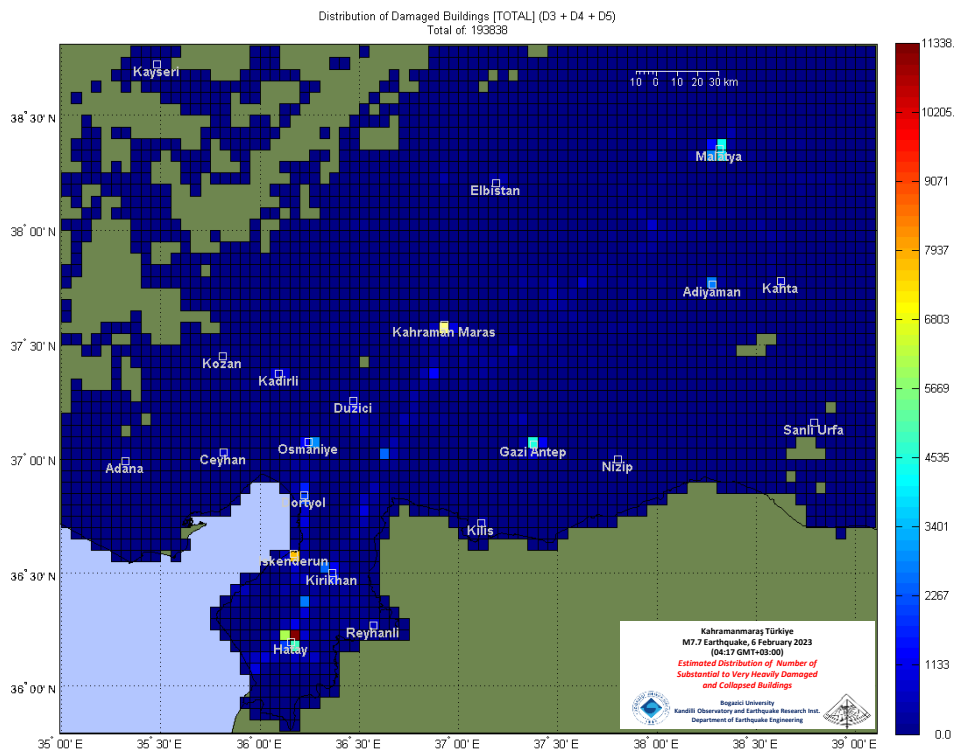 Distribution of Damaged Buildings [TOTAL] (D3 + D4 + D5)
Total of: 193838
11338.
10205.
9071
7937
6803
5669
4535
3401
2267
1133
0.0
38° 30' N
38° 00' N
37° 30' N
37° 00' N
36° 30' N
36° 00' N
35° 00' E
35° 30' E
36° 00' E
36° 30' E
37° 00' E
37° 30' E
38° 00' E
38° 30' E
39° 00' E
10 0 10 20 30 km
Kayseri
Malatya
Elbistan
Adiyaman
Kahta
Kahraman Maras
Kozan
Kadirli
Duzici
Sanli Urfa
Osmaniye
Gazi Antep
Adana
Ceyhan
Nizip
ortyol
Kilis
Iskenderun
Kirikhan
Reyhanli
Hatay
Kahramanmaraş Türkiye
M7.7 Earthquake, 6 February 2023
(04:17 GMT+03:00)
Estimated Distribution of Number of
Substantial to Very Heavily Damaged
and Collapsed Buildings
Bogazici University
Kandilli Observatory and Earthquake Research Inst.
Department of Earthquake Engineering